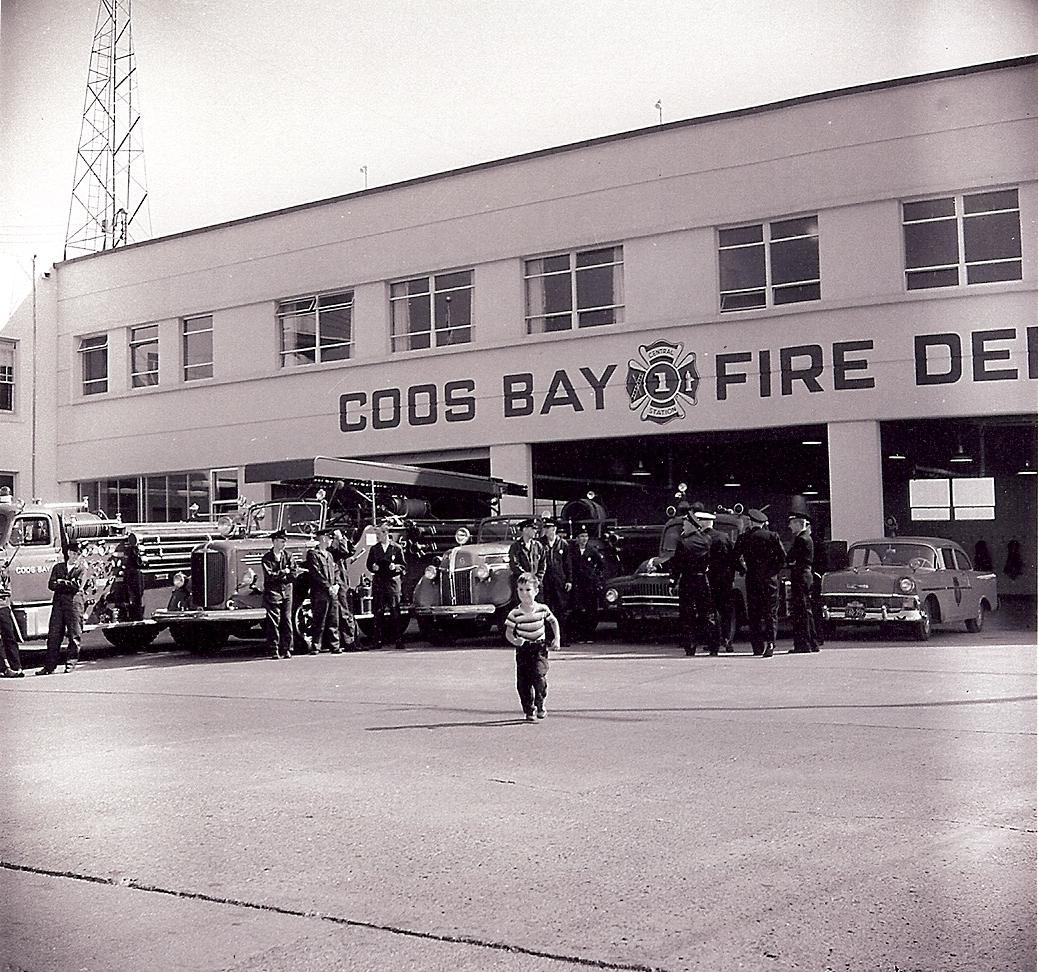 COOS BAY
CENTRAL
1
STATION
FIRE DE
COOS BAY